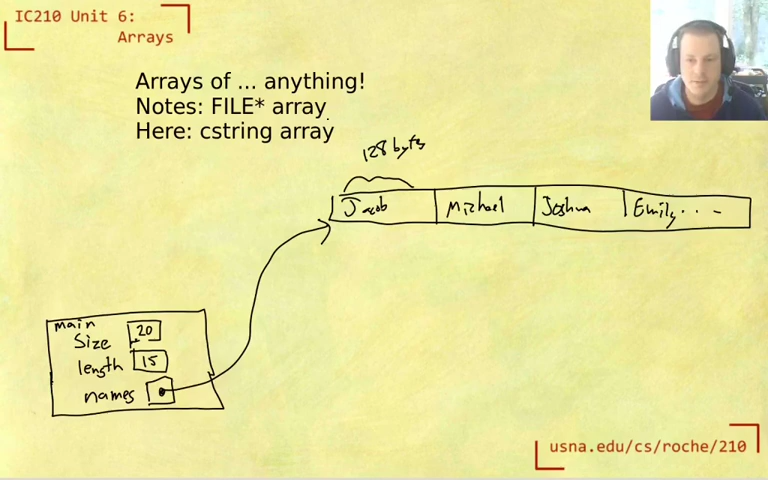 IC210 Unit 6:
Arrays
Arrays of ... anything!
Notes: FILE* array
Here: cstring array
128 bytes
Jacob Michael Joshua Emily...
main
Size 20
length 15
names
usna.edu/cs/roche/210